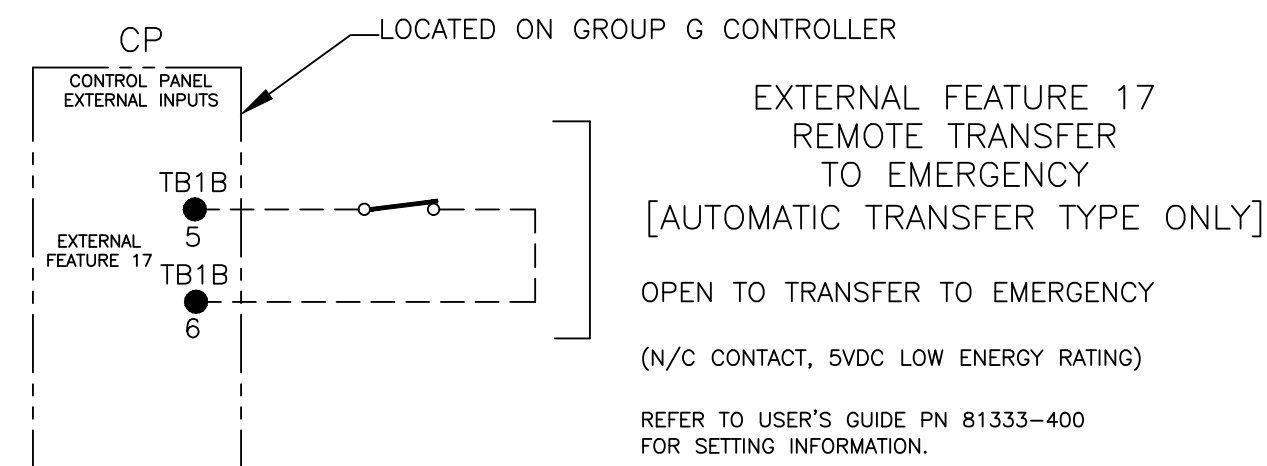 LOCATED ON GROUP G CONTROLLER
CP
CONTROL PANEL
EXTERNAL INPUTS
TB1B
5
EXTERNAL
FEATURE 17
TB1B
6
EXTERNAL FEATURE 17
REMOTE TRANSFER
TO EMERGENCY
[AUTOMATIC TRANSFER TYPE ONLY]
OPEN TO TRANSFER TO EMERGENCY
(N/C CONTACT, 5VDC LOW ENERGY RATING)
REFER TO USER'S GUIDE PN 81333-400
FOR SETTING INFORMATION.